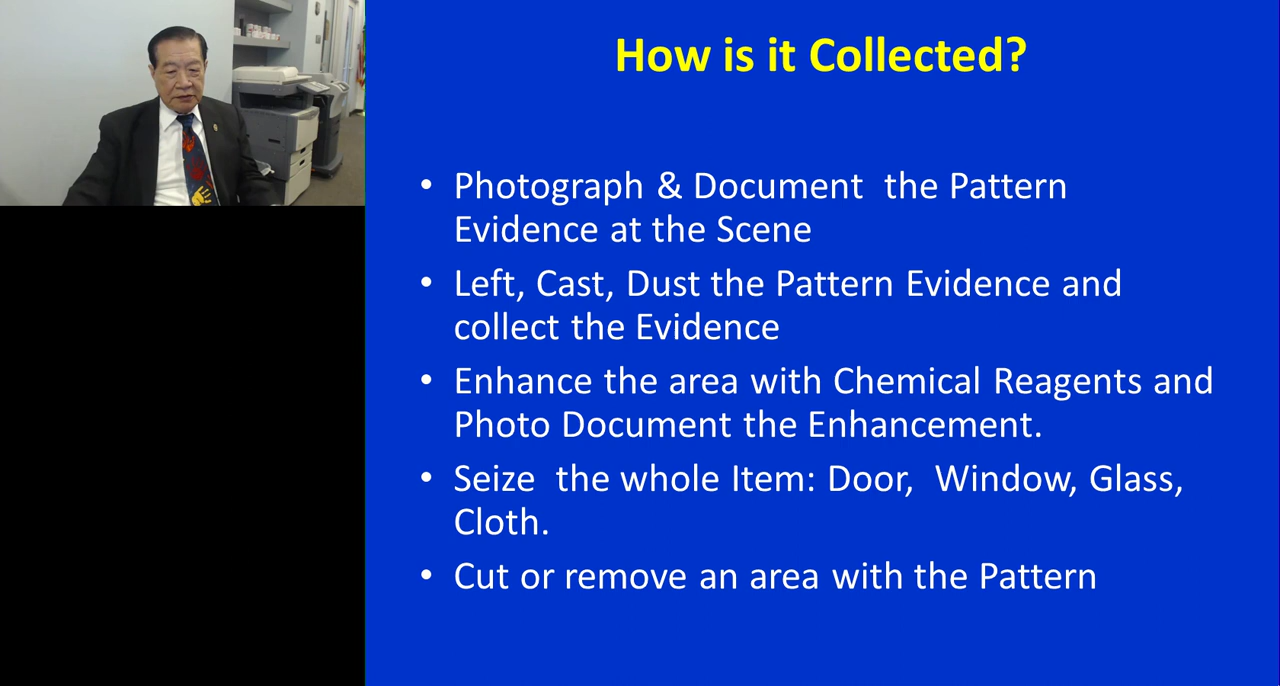 How is it Collected?
• Photograph & Document the Pattern
Evidence at the Scene
• Left, Cast, Dust the Pattern Evidence and
collect the Evidence
• Enhance the area with Chemical Reagents and
Photo Document the Enhancement.
• Seize the whole Item: Door, Window, Glass,
Cloth.
• Cut or remove an area with the Pattern